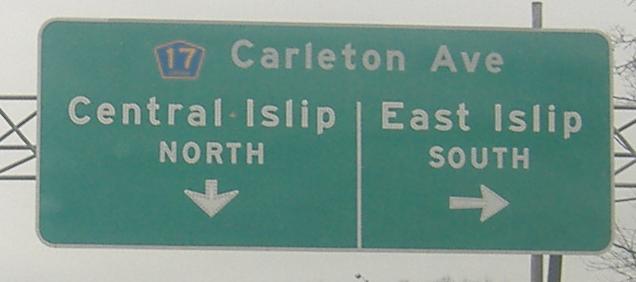 17 Carleton Ave
Central Islip
NORTH
East Islip
SOUTH